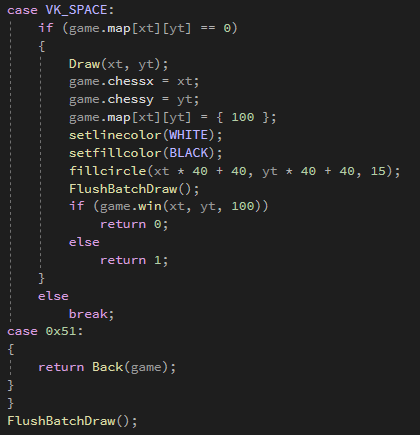 case VK_SPACE:
    if (game.map[xt][yt] == 0)
    {
        Draw(xt, yt);
        game.chessx = xt;
        game.chessy = yt;
        game.map[xt][yt] = { 100 };
        setlinecolor(WHITE);
        setfillcolor(BLACK);
        fillcircle(xt * 40 + 40, yt * 40 + 40, 15);
        FlushBatchDraw();
        if (game.win(xt, yt, 100))
            return 0;
        else
            return 1;
    }
    else
        break;
case 0x51:
{
    return Back(game);
}
}
FlushBatchDraw();